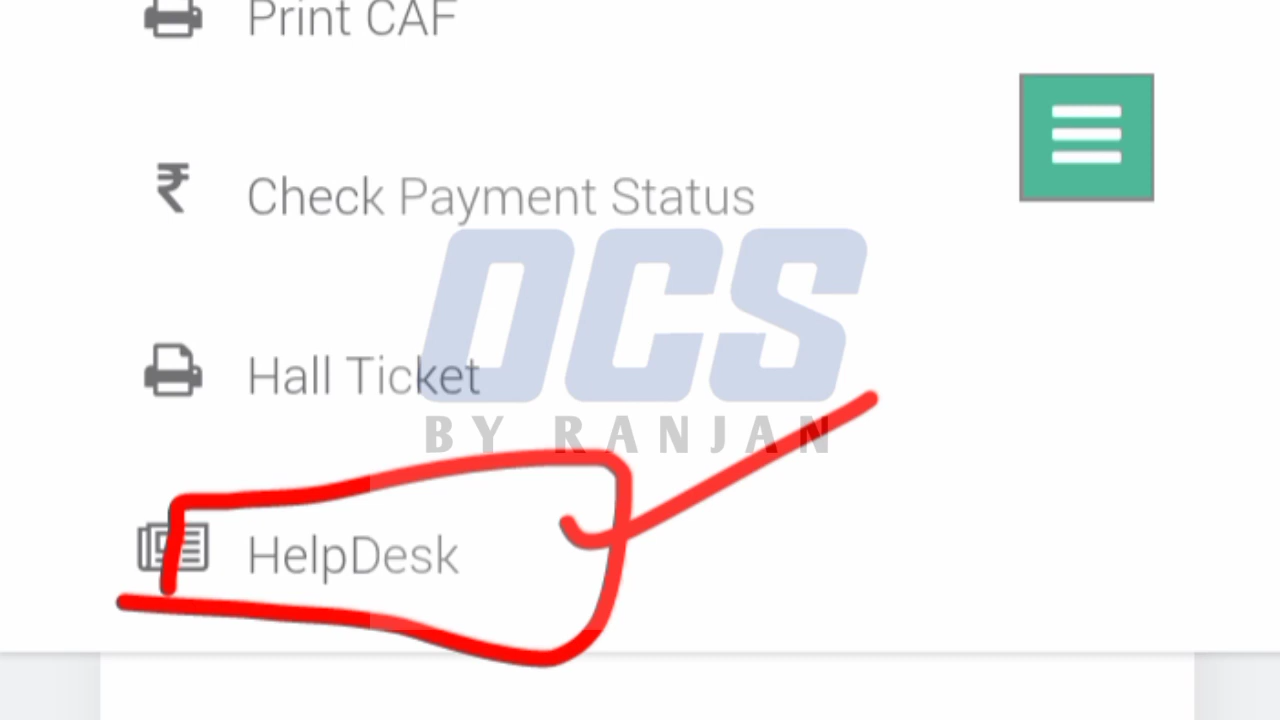 Print CAF
₹ Check Payment Status
OCS
Hall Ticket
BY RANJAN
HelpDesk